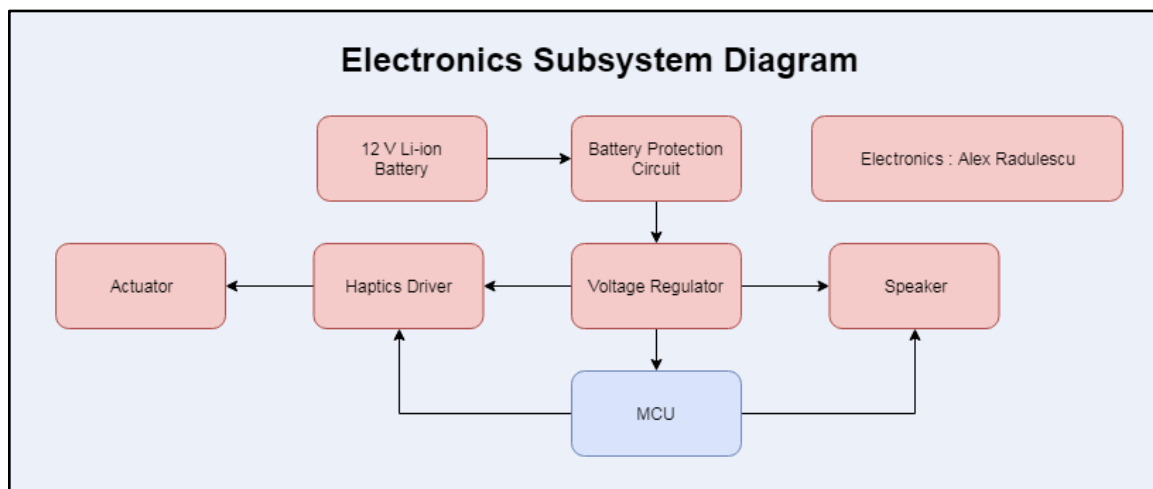 Electronics Subsystem Diagram
12 V Li-ion
Battery
Battery Protection
Circuit
Electronics : Alex Radulescu
Actuator
Haptics Driver
Voltage Regulator
Speaker
MCU